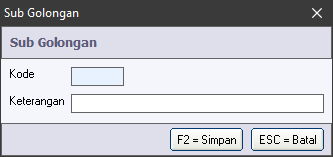 Sub Golongan
Sub Golongan
Kode
Keterangan
F2 = Simpan ESC = Batal